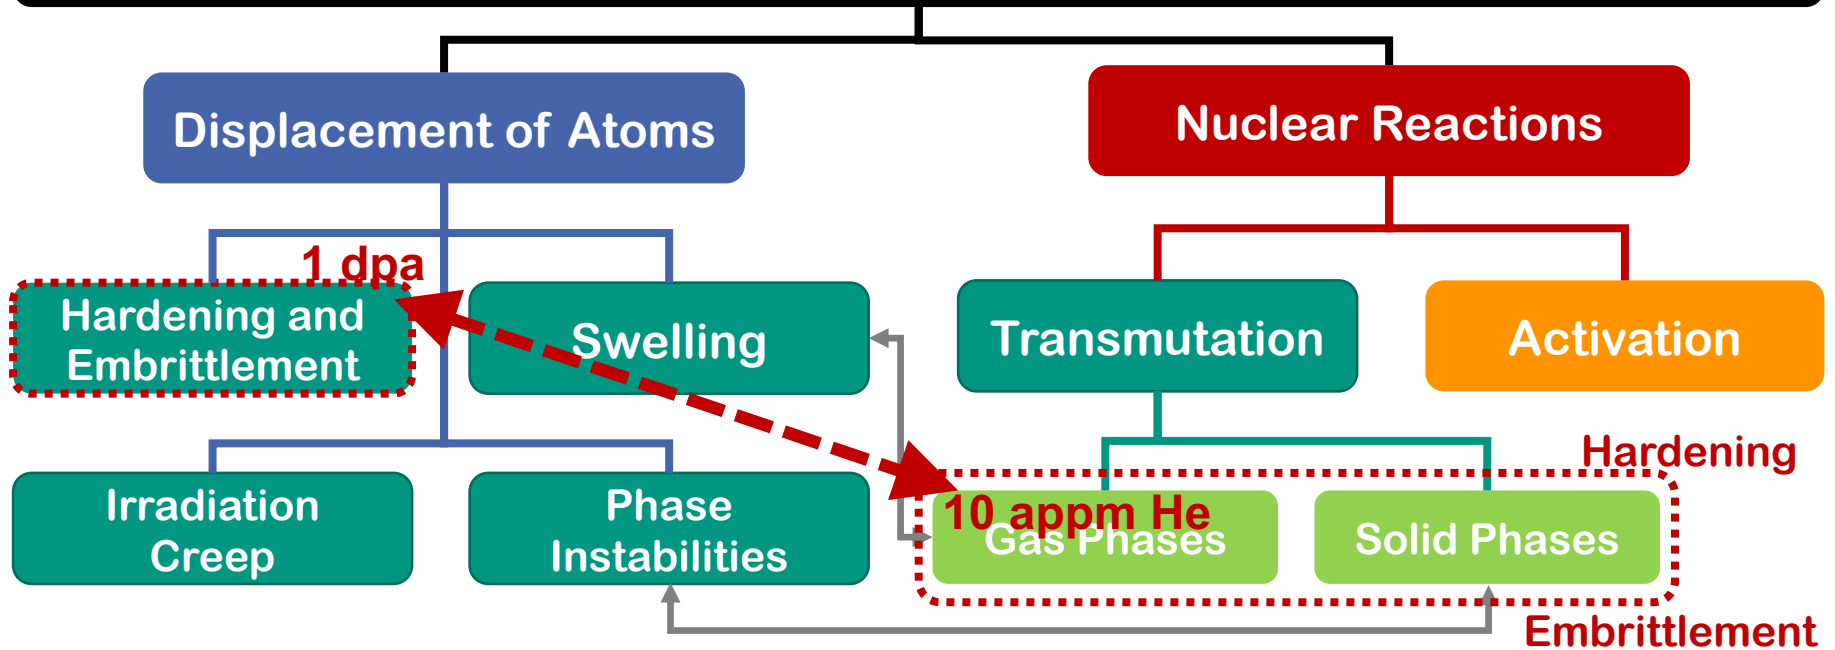 Displacement of Atoms
Nuclear Reactions
1 dpa
Hardening and
Embrittlement
Swelling
Transmutation
Activation
Irradiation
Creep
Phase
Instabilities
Hardening
10 appm He
Gas Phases
Solid Phases
Embrittlement